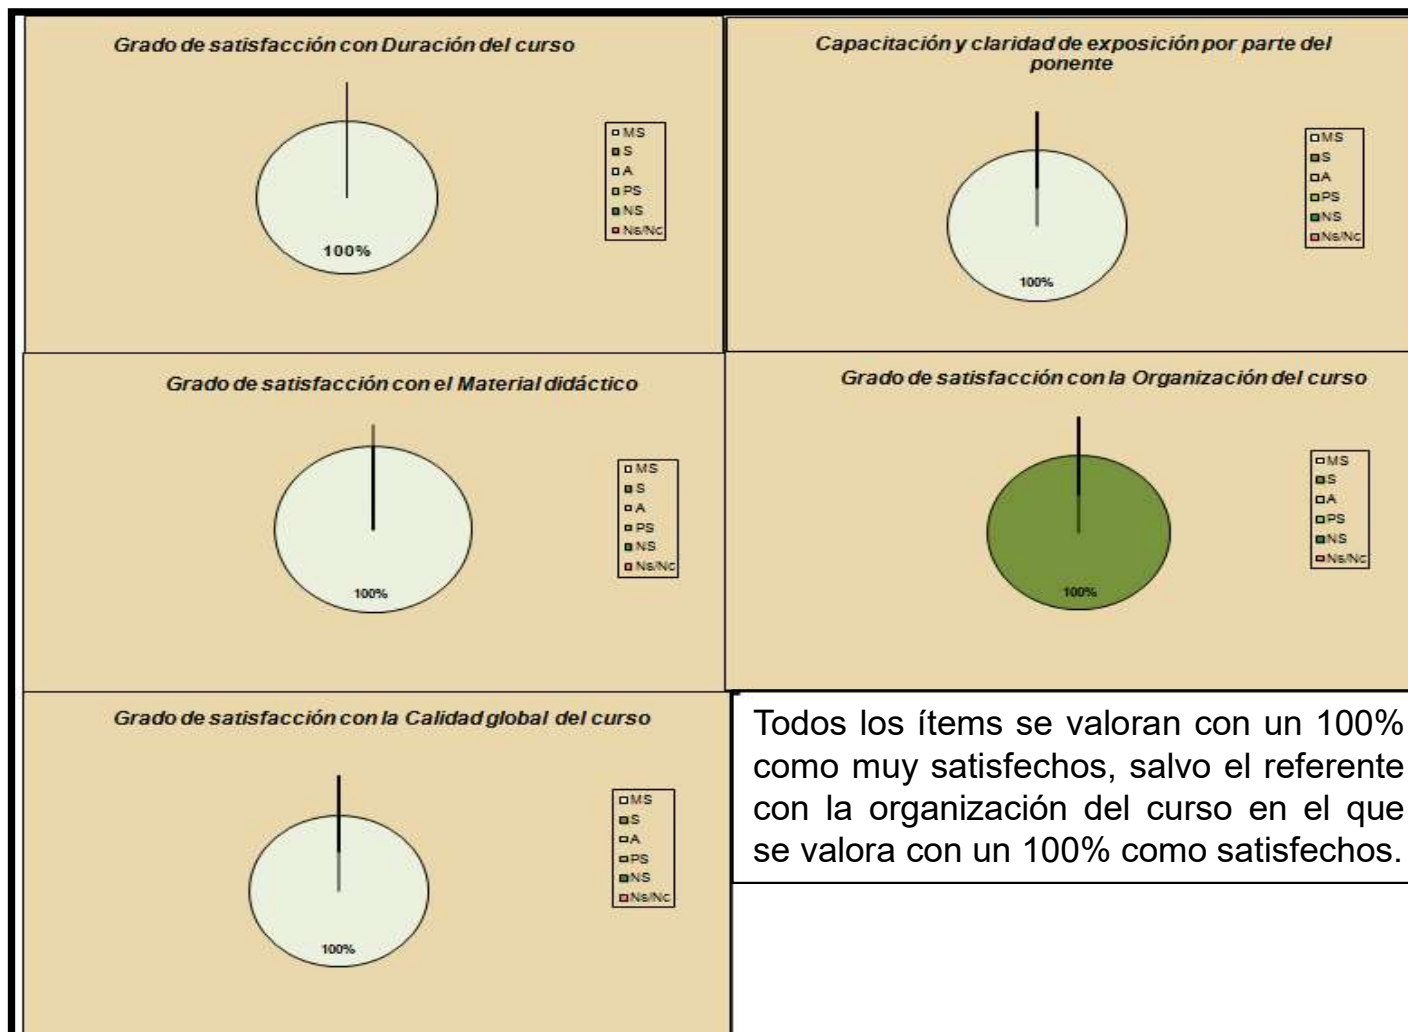 Grado de satisfacción con Duración del curso
MS
S
A
PS
NS
Ns/Nc
100%
Capacitación y claridad de exposición por parte del
ponente
MS
S
A
PS
NS
Ns/Nc
100%
Grado de satisfacción con el Material didáctico
MS
S
A
PS
NS
Ns/Nc
100%
Grado de satisfacción con la Organización del curso
MS
S
A
PS
NS
Ns/Nc
100%
Grado de satisfacción con la Calidad global del curso
MS
S
A
PS
NS
Ns/Nc
100%
Todos los ítems se valoran con un 100%
como muy satisfechos, salvo el referente
con la organización del curso en el que
se valora con un 100% como satisfechos.